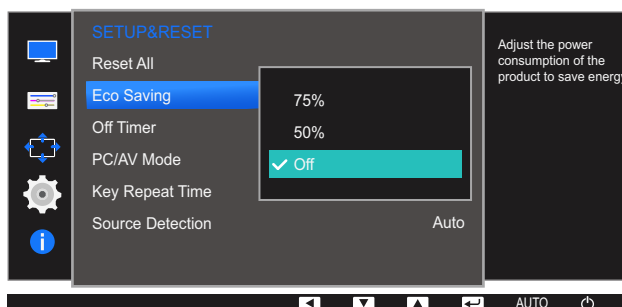 SETUP&RESET
Reset All
Eco Saving
Off Timer
PC/AV Mode
Key Repeat Time
Source Detection
Auto
75%
50%
Off
Adjust the power
consumption of the
product to save energy
AUTO